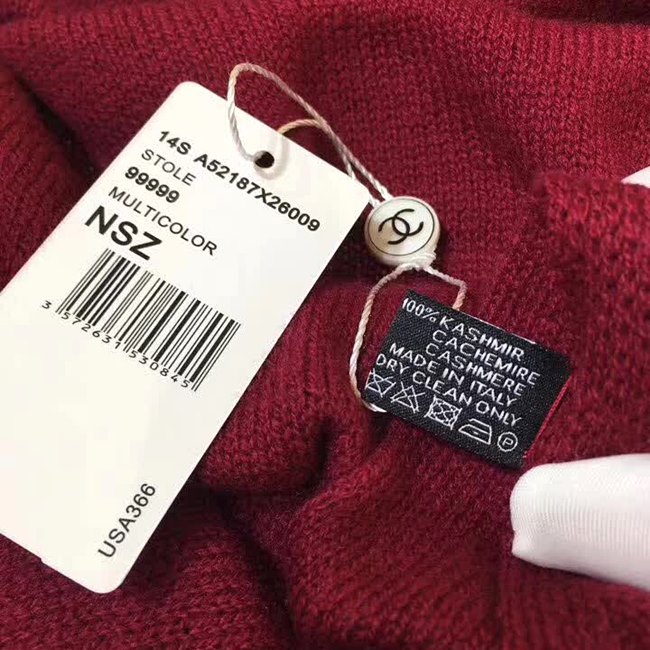 14S A52187X26009
STOLE
99999
MULTICOLOR
NSZ
3 572631 530845
USA366
100% KASHMIR
CACHEMIRE
CASHMERE
MADE IN ITALY
DRY CLEAN ONLY
P